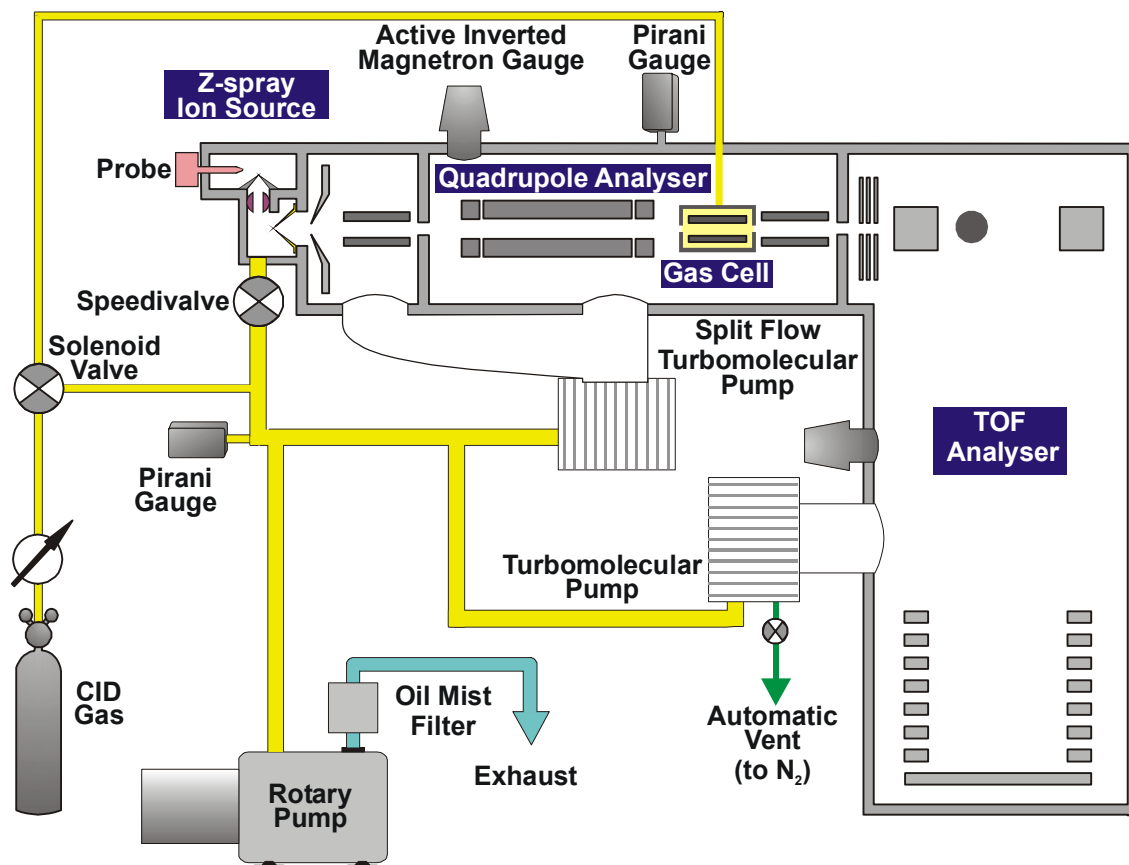 Active Inverted
Magnetron Gauge
Pirani
Gauge
Z-spray
Ion Source
Probe
Quadrupole Analyser
Gas Cell
Speedivalve
Solenoid
Valve
Split Flow
Turbomolecular
Pump
TOF
Analyser
Pirani
Gauge
Turbomolecular
Pump
CID
Gas
Oil Mist
Filter
Exhaust
Automatic
Vent
(to N₂)
Rotary
Pump